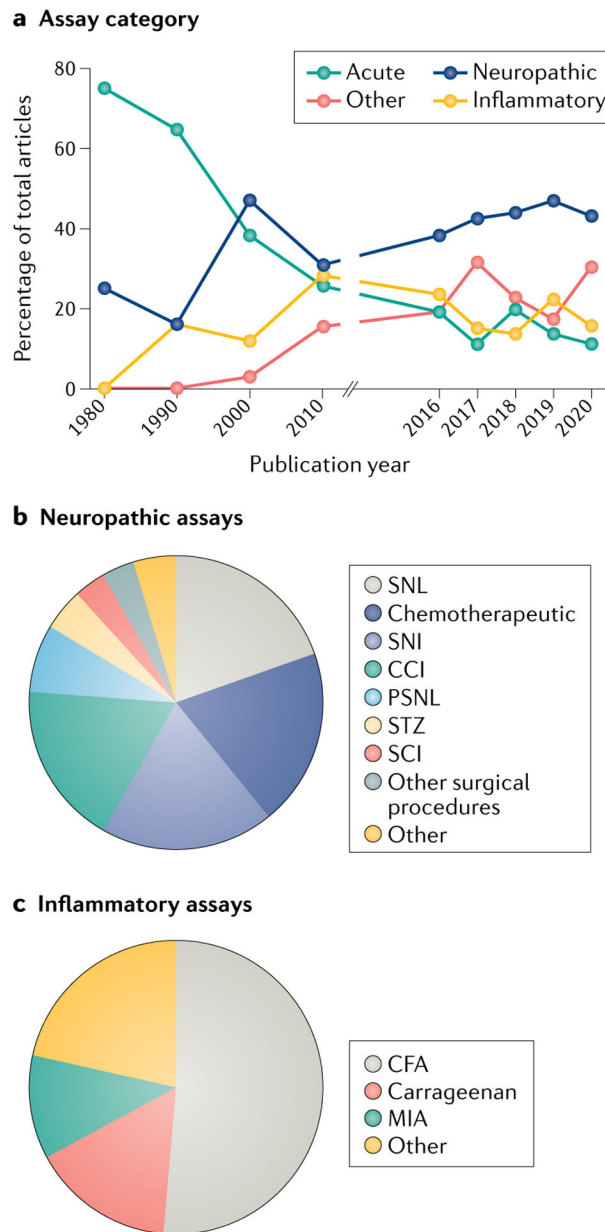 a Assay category
80
60
40
20
0
Percentage of total articles
Acute
Neuropathic
Other
Inflammatory
1980
1990
2000
2010
2016
2017
2018
2019
2020
Publication year
b Neuropathic assays
SNL
Chemotherapeutic
SNI
CCI
PSNL
STZ
SCI
Other surgical
procedures
Other
c Inflammatory assays
CFA
Carrageenan
MIA
Other